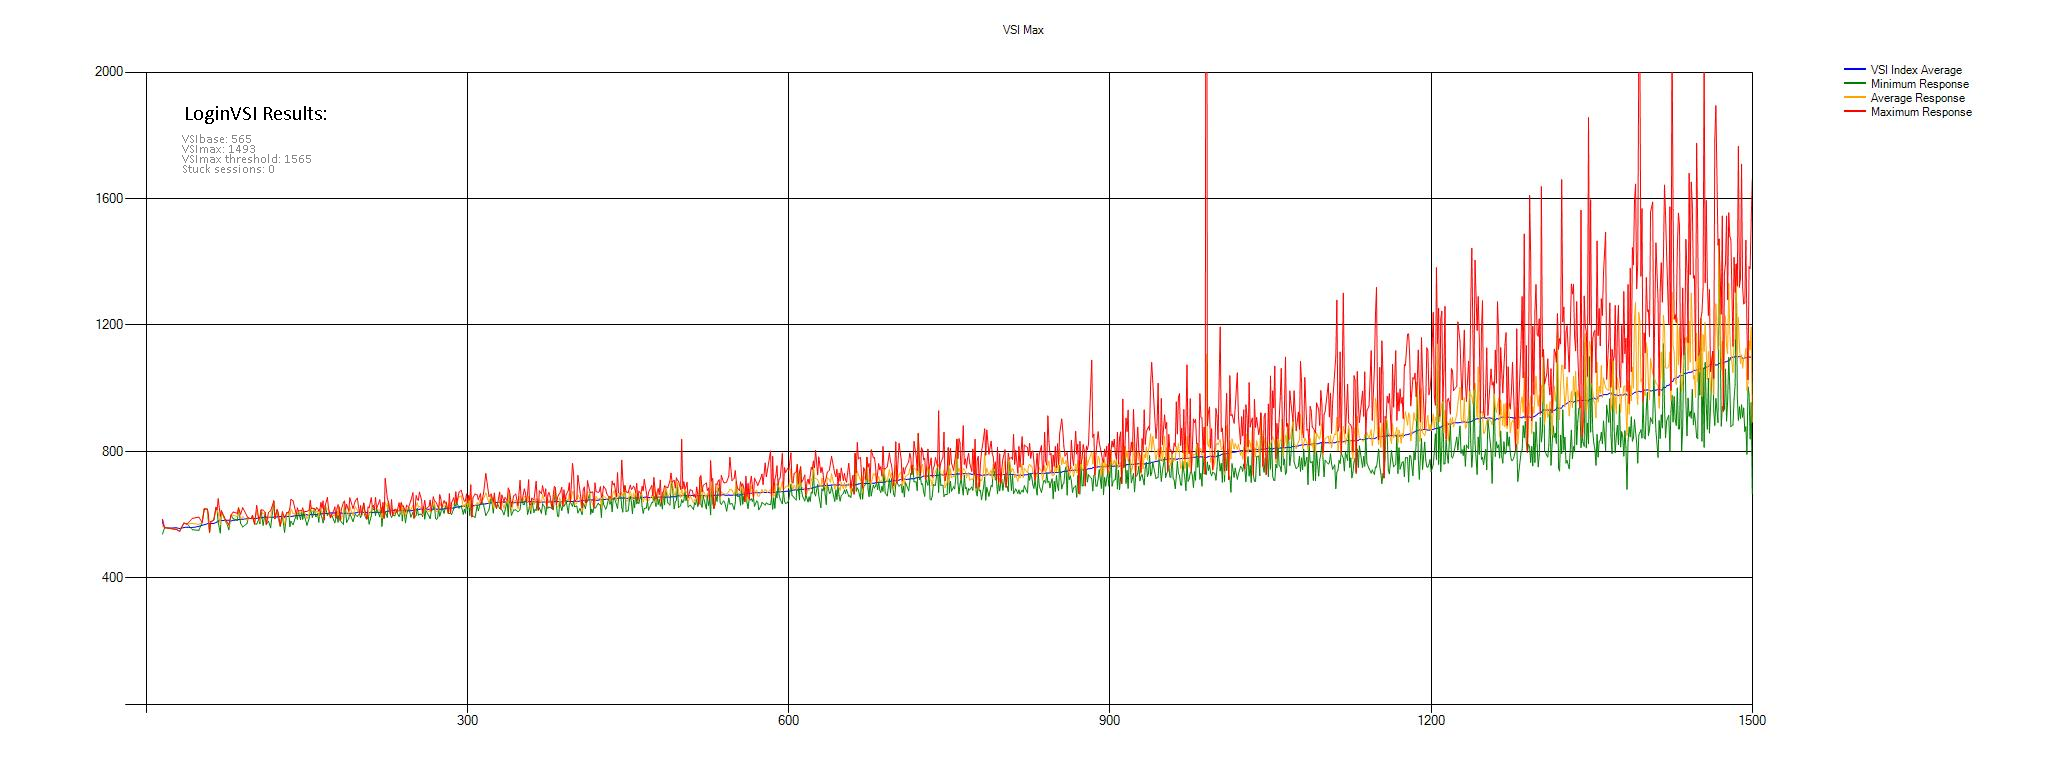 VSI Max
VSI Index Average
Minimum Response
Average Response
Maximum Response
2000
LoginVSI Results:
VSIbase: 565
VSImax: 1493
VSImax threshold: 1565
Stuck sessions: 0
1600
1200
800
400
300 600 900 1200 1500